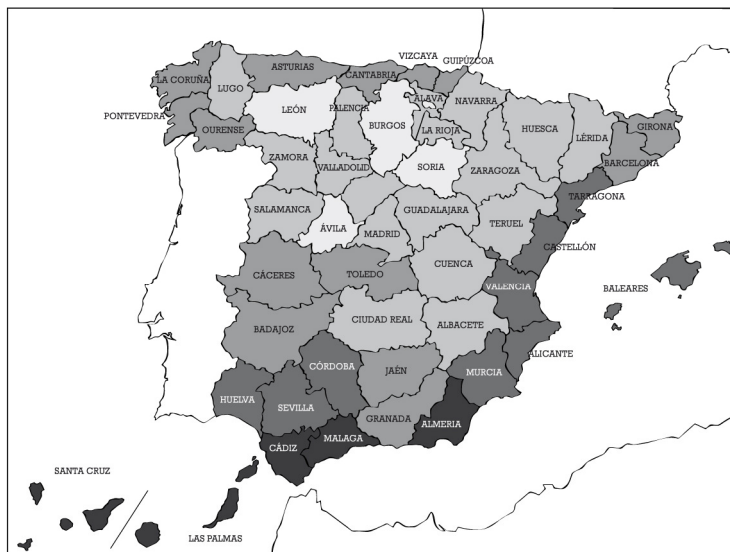 VIZCAYA
GUIPÚZCOA
ASTURIAS
CANTABRIA
LA CORUÑA
LUGO
ALAVA
NAVARRA
LEÓN
PALENCIA
PONTEVEDRA
BURGOS
GIRONA
OURENSE
LA RIOJA
HUESCA
LÉRIDA
BARCELONA
ZAMORA
VALLADOLID
SORIA
ZARAGOZA
TARRAGONA
SALAMANCA
GUADALAJARA
ÁVILA
MADRID
TERUEL
CASTELLÓN
CÁCERES
TOLEDO
CUENCA
VALENCIA
BALEARES
BADAJOZ
CIUDAD REAL
ALBACETE
ALICANTE
CÓRDOBA
JAÉN
MURCIA
HUELVA
SEVILLA
GRANADA
ALMERIA
MALAGA
CÁDIZ
SANTA CRUZ
LAS PALMAS